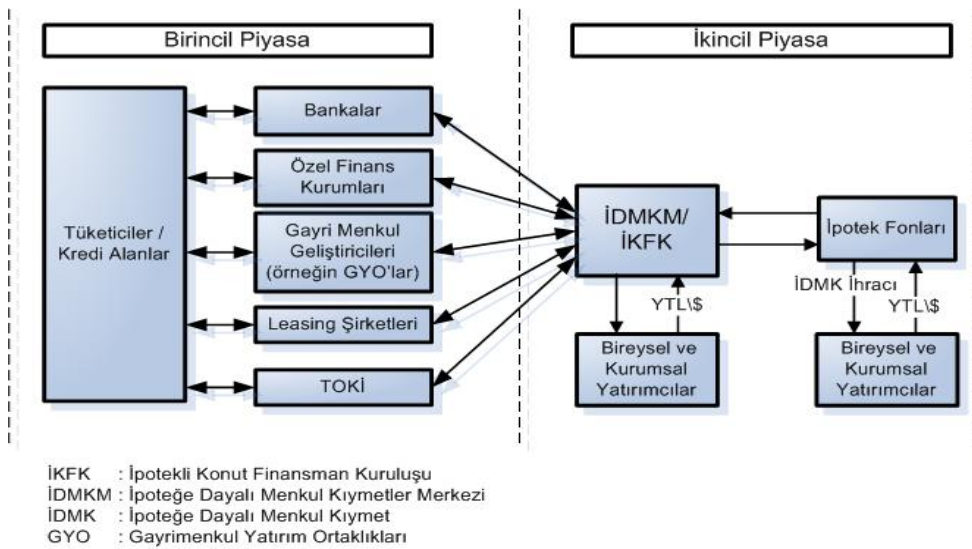 Birincil Piyasa
İkincil Piyasa
Tüketiciler /
Kredi Alanlar
Bankalar
Özel Finans
Kurumları
Gayri Menkul
Geliştiricileri
(örneğin GYO'lar)
Leasing Şirketleri
TOKİ
İDMKM/
İKFK
YTL\$
Bireysel ve
Kurumsal
Yatırımcılar
İpotek Fonları
İDMK İhracı
YTL\$
Bireysel ve
Kurumsal
Yatırımcılar
İKFK : İpotekli Konut Finansman Kuruluşu
İDMKM : İpoteğe Dayalı Menkul Kıymetler Merkezi
İDMK : İpoteğe Dayalı Menkul Kıymet
GYO : Gayrimenkul Yatırım Ortaklıkları